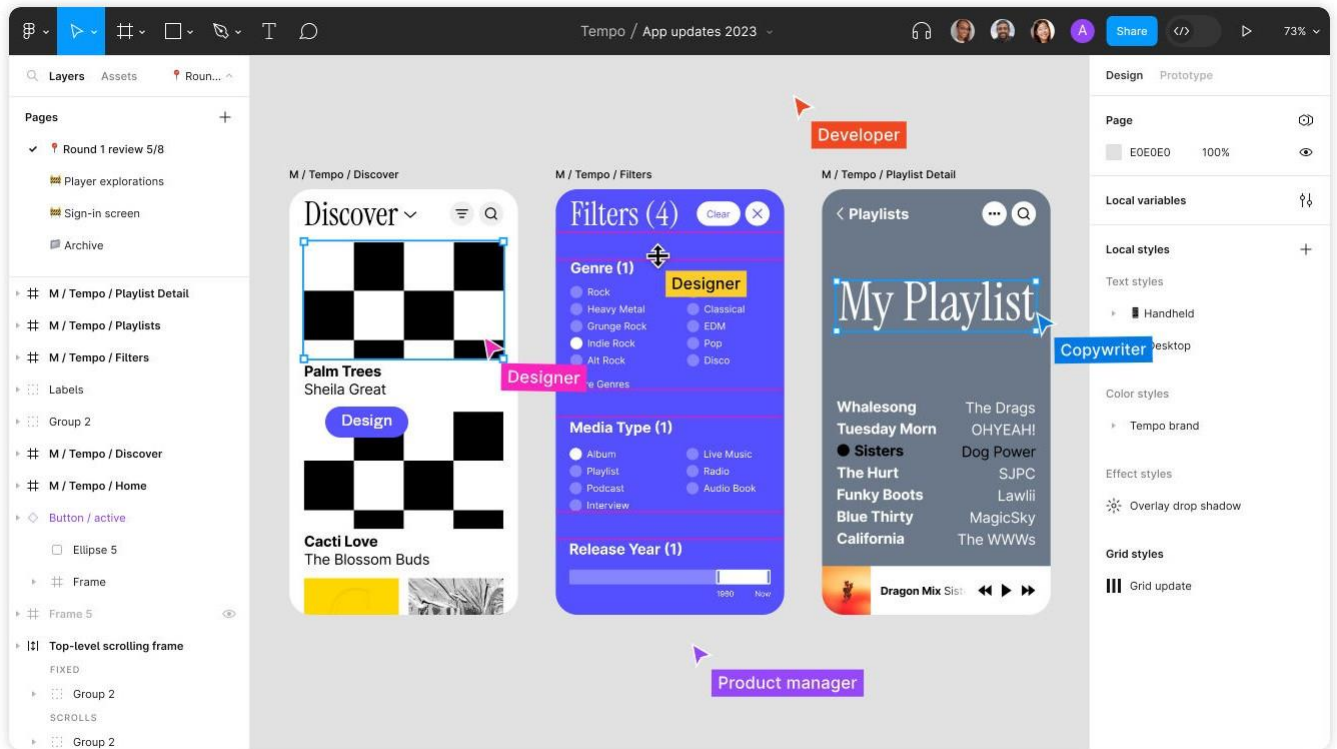 Tempo / App updates 2023
A
Share
73%
Layers Assets Roun...
Pages
Round 1 review 5/8
Player explorations
Sign-in screen
Archive
M / Tempo / Playlist Detail
M / Tempo / Playlists
M / Tempo / Filters
Labels
Group 2
M / Tempo / Discover
M / Tempo / Home
Button / active
Ellipse 5
Frame
Frame 5
Top-level scrolling frame
FIXED
Group 2
SCROLLS
Group 2
Developer
M / Tempo / Discover
Discover
Palm Trees
Sheila Great
Designer
Design
Cacti Love
The Blossom Buds
M / Tempo / Filters
Filters (4) Clear
Genre (1)
Designer
Rock
Heavy Metal Classical
Grunge Rock EDM
Indie Rock Pop
Alt Rock Disco
Genres
Media Type (1)
Album Live Music
Playlist Radio
Podcast Audio Book
Interview
Release Year (1)
1980 Now
Product manager
M / Tempo / Playlist Detail
< Playlists
My Playlist
Copywriter
Whalesong The Drags
Tuesday Morn OHYEAH!
Sisters Dog Power
The Hurt SJPC
Funky Boots Lawlii
Blue Thirty MagicSky
California The WWWs
Dragon Mix Sist
Design Prototype
Page
E0E0E0 100%
Local variables
Local styles
Text styles
Handheld
Desktop
Color styles
Tempo brand
Effect styles
Overlay drop shadow
Grid styles
Grid update